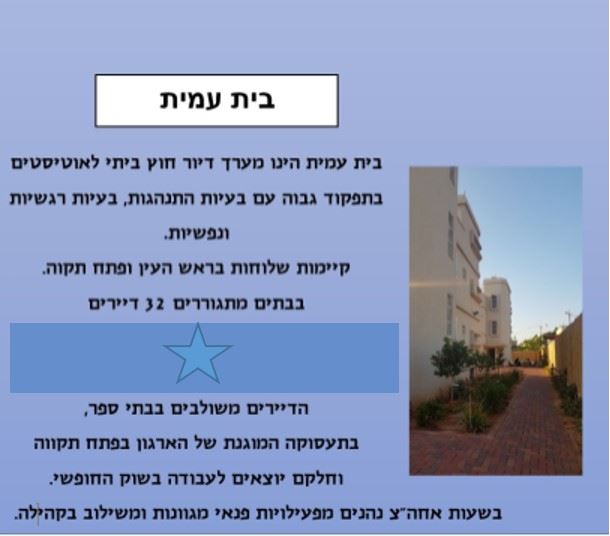 בית עמית
בית עמית הינו מערך דיור חוץ ביתי לאוטיסטים
בתפקוד גבוה עם בעיות התנהגות, בעיות רגשיות
ונפשיות.
קיימות שלוחות בראש העין ופתח תקוה.
בבתים מתגוררים 32 דיירים
הדיירים משולבים בבתי ספר,
בתעסוקה המוגנת של הארגון בפתח תקווה
וחלקם יוצאים לעבודה בשוק החופשי.
בשעות אחה"צ נהנים מפעילויות פנאי מגוונות ומשילוב בקהילה.